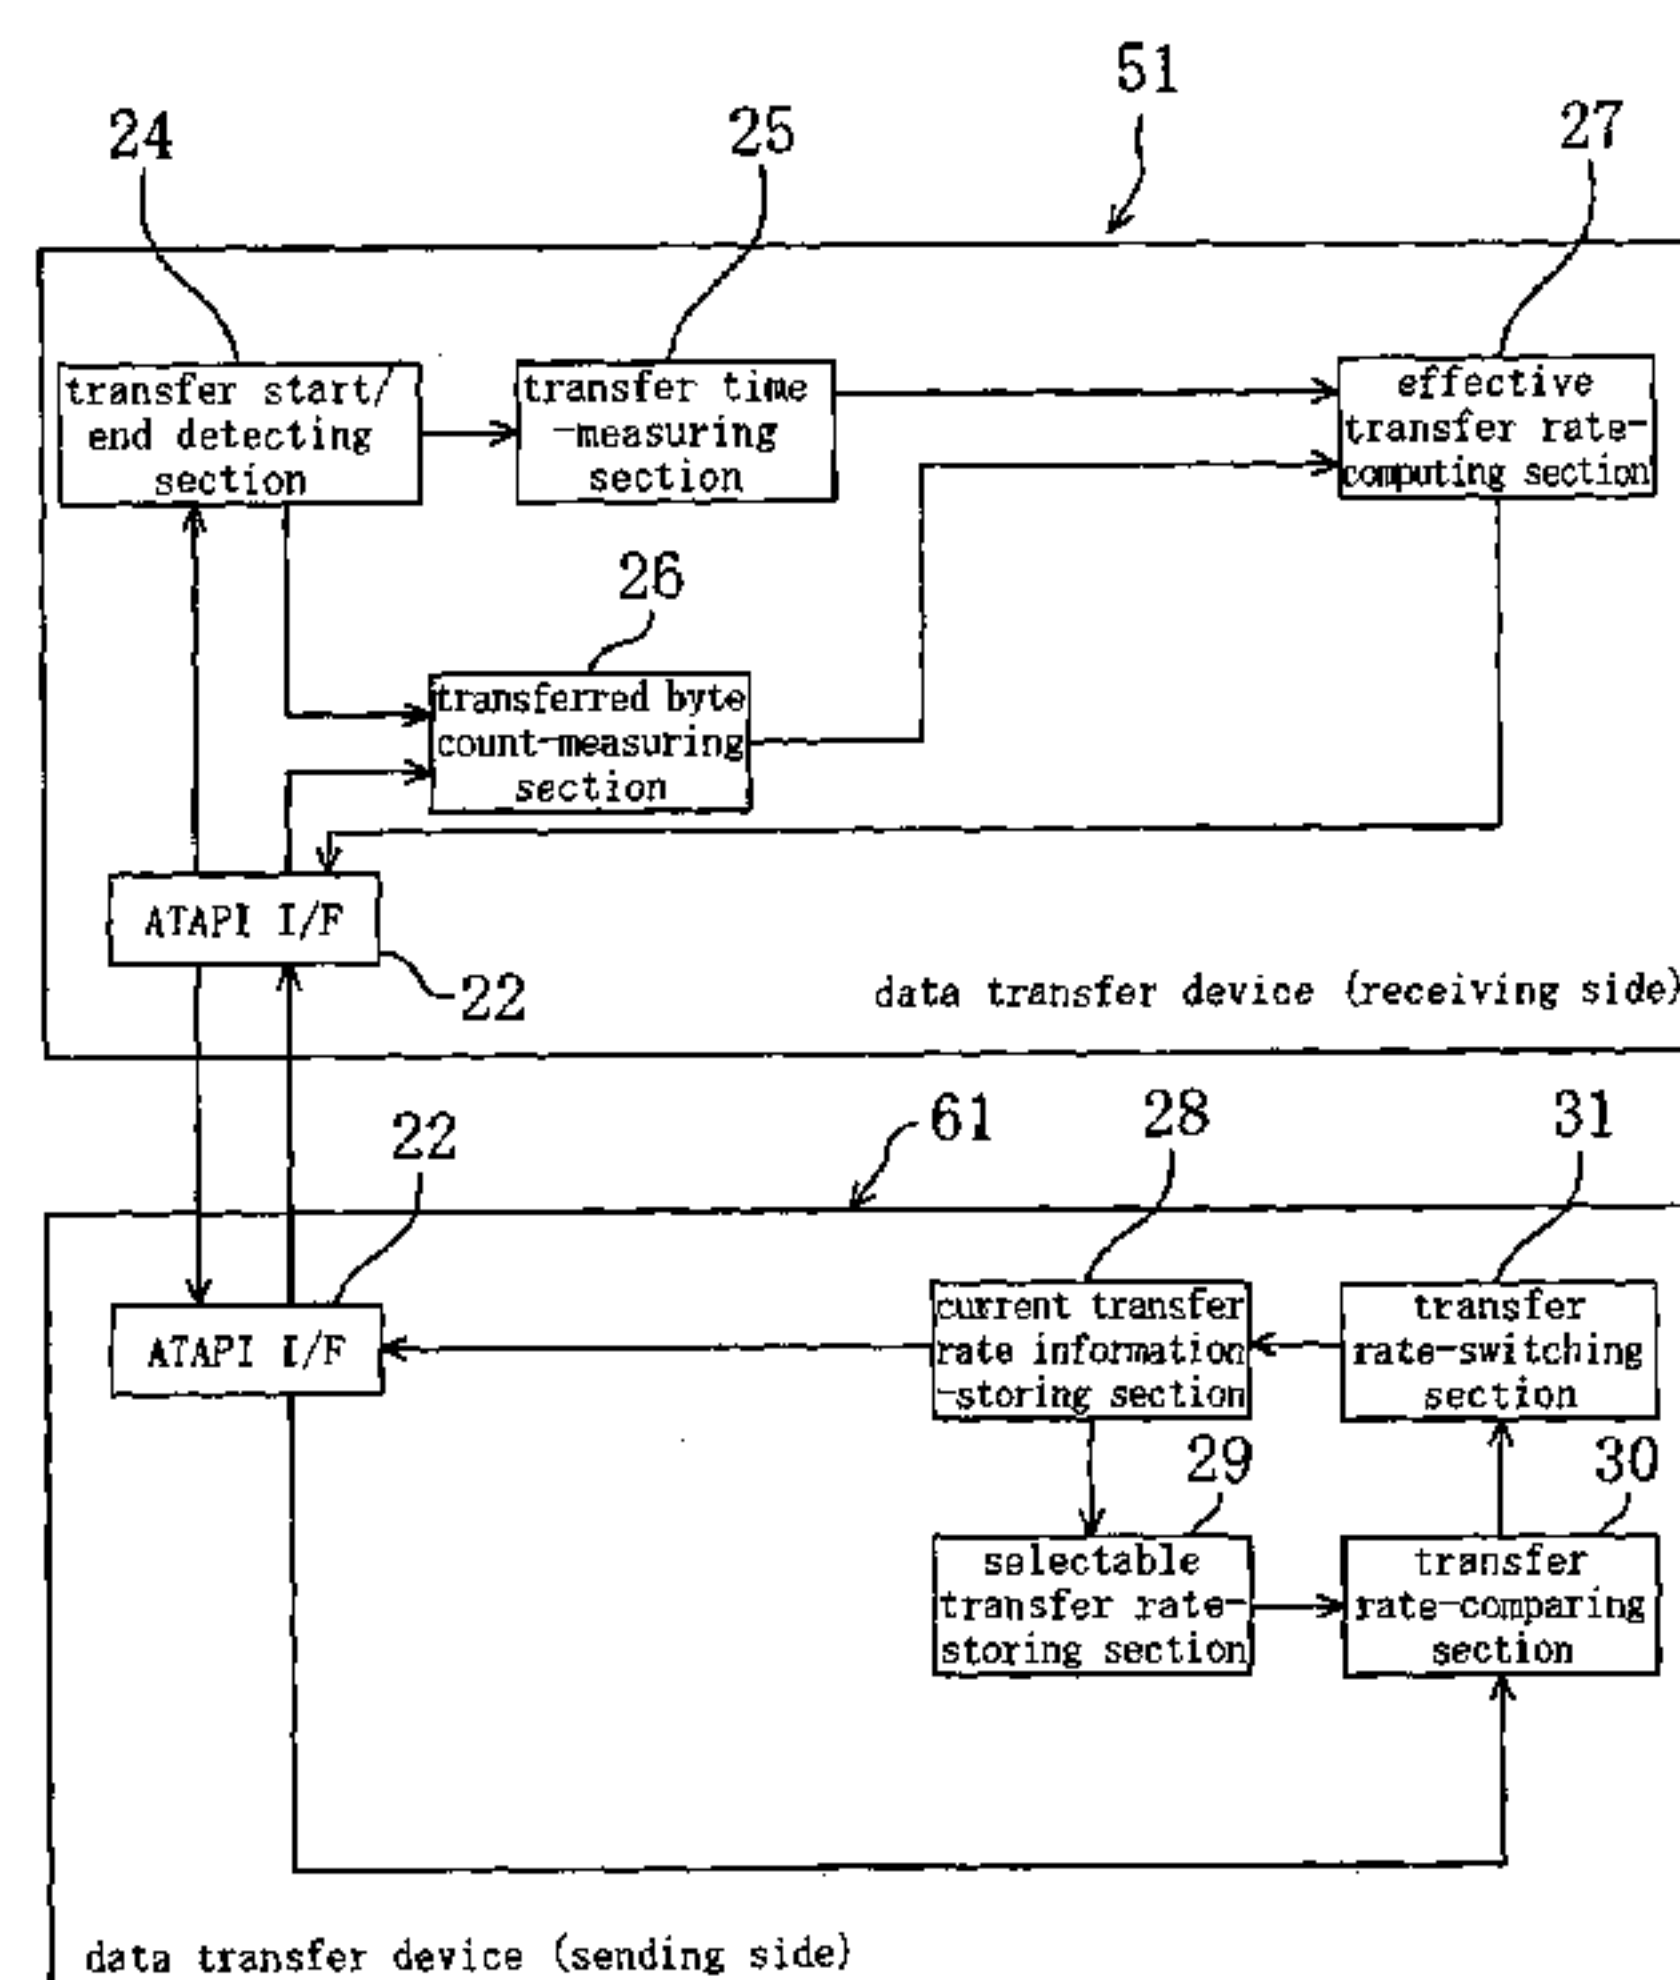 51
24
25
27
transfer start/
end detecting
section
transfer time
-measuring
section
effective
transfer rate-
computing section
26
transferred byte
count-measuring
section
ATAPI I/F
22
data transfer device (receiving side)
61
28
31
22
current transfer
rate information
-storing section
transfer
rate-switching
section
ATAPI I/F
29
30
selectable
transfer rate-
storing section
transfer
rate-comparing
section
data transfer device (sending side)